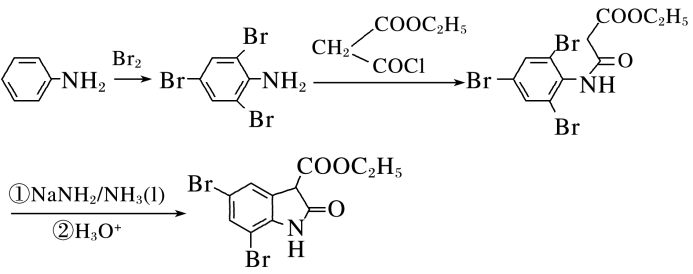 NH₂
Br₂
Br
Br
NH₂
Br
COOC₂H₅
CH₂
COCl
COOC₂H₅
Br
O
Br
NH
Br
①NaNH₂/NH₃(l)
②H₃O⁺
COOC₂H₅
Br
O
N
H
Br